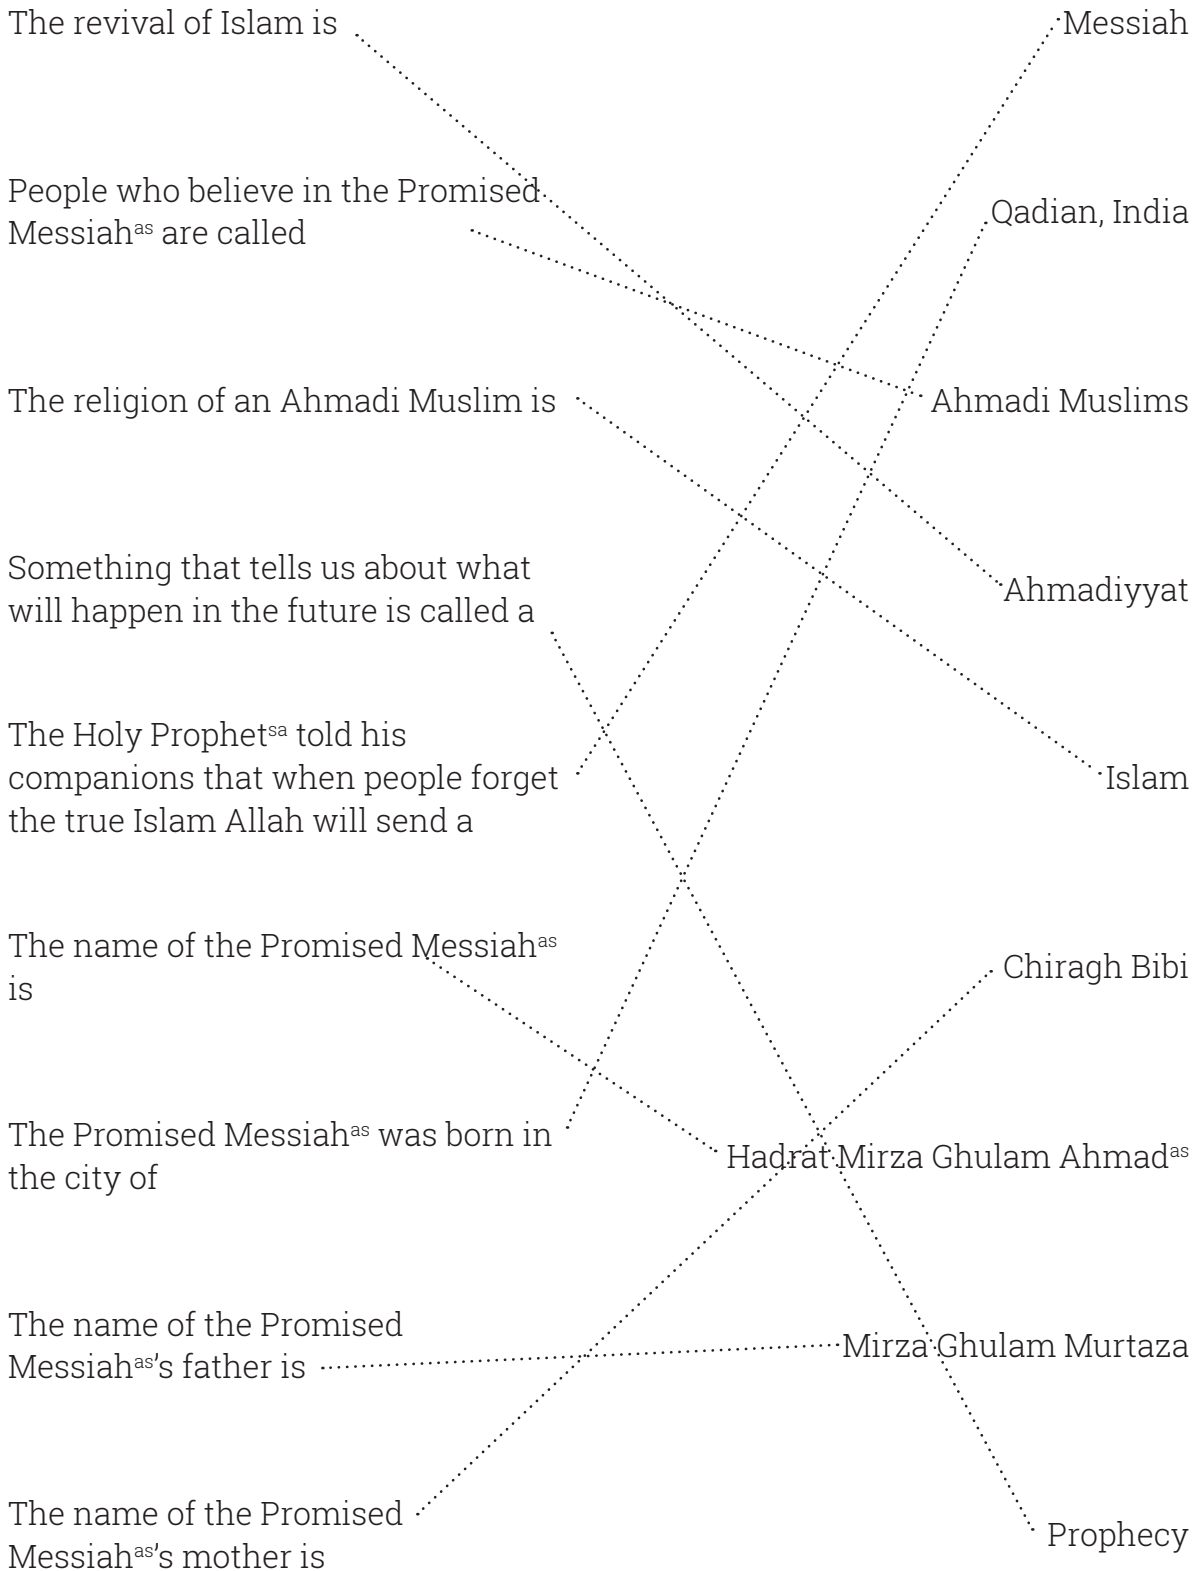 The revival of Islam is
Messiah
People who believe in the Promised
Messiahas are called
Qadian, India
The religion of an Ahmadi Muslim is
Ahmadi Muslims
Something that tells us about what
will happen in the future is called a
Ahmadiyyat
The Holy Prophetsa told his
companions that when people forget
the true Islam Allah will send a
Islam
The name of the Promised Messiahas
is
Chiragh Bibi
The Promised Messiahas was born in
the city of
Hadrat Mirza Ghulam Ahmadas
The name of the Promised
Messiahas’s father is
Mirza Ghulam Murtaza
The name of the Promised
Messiahas’s mother is
Prophecy